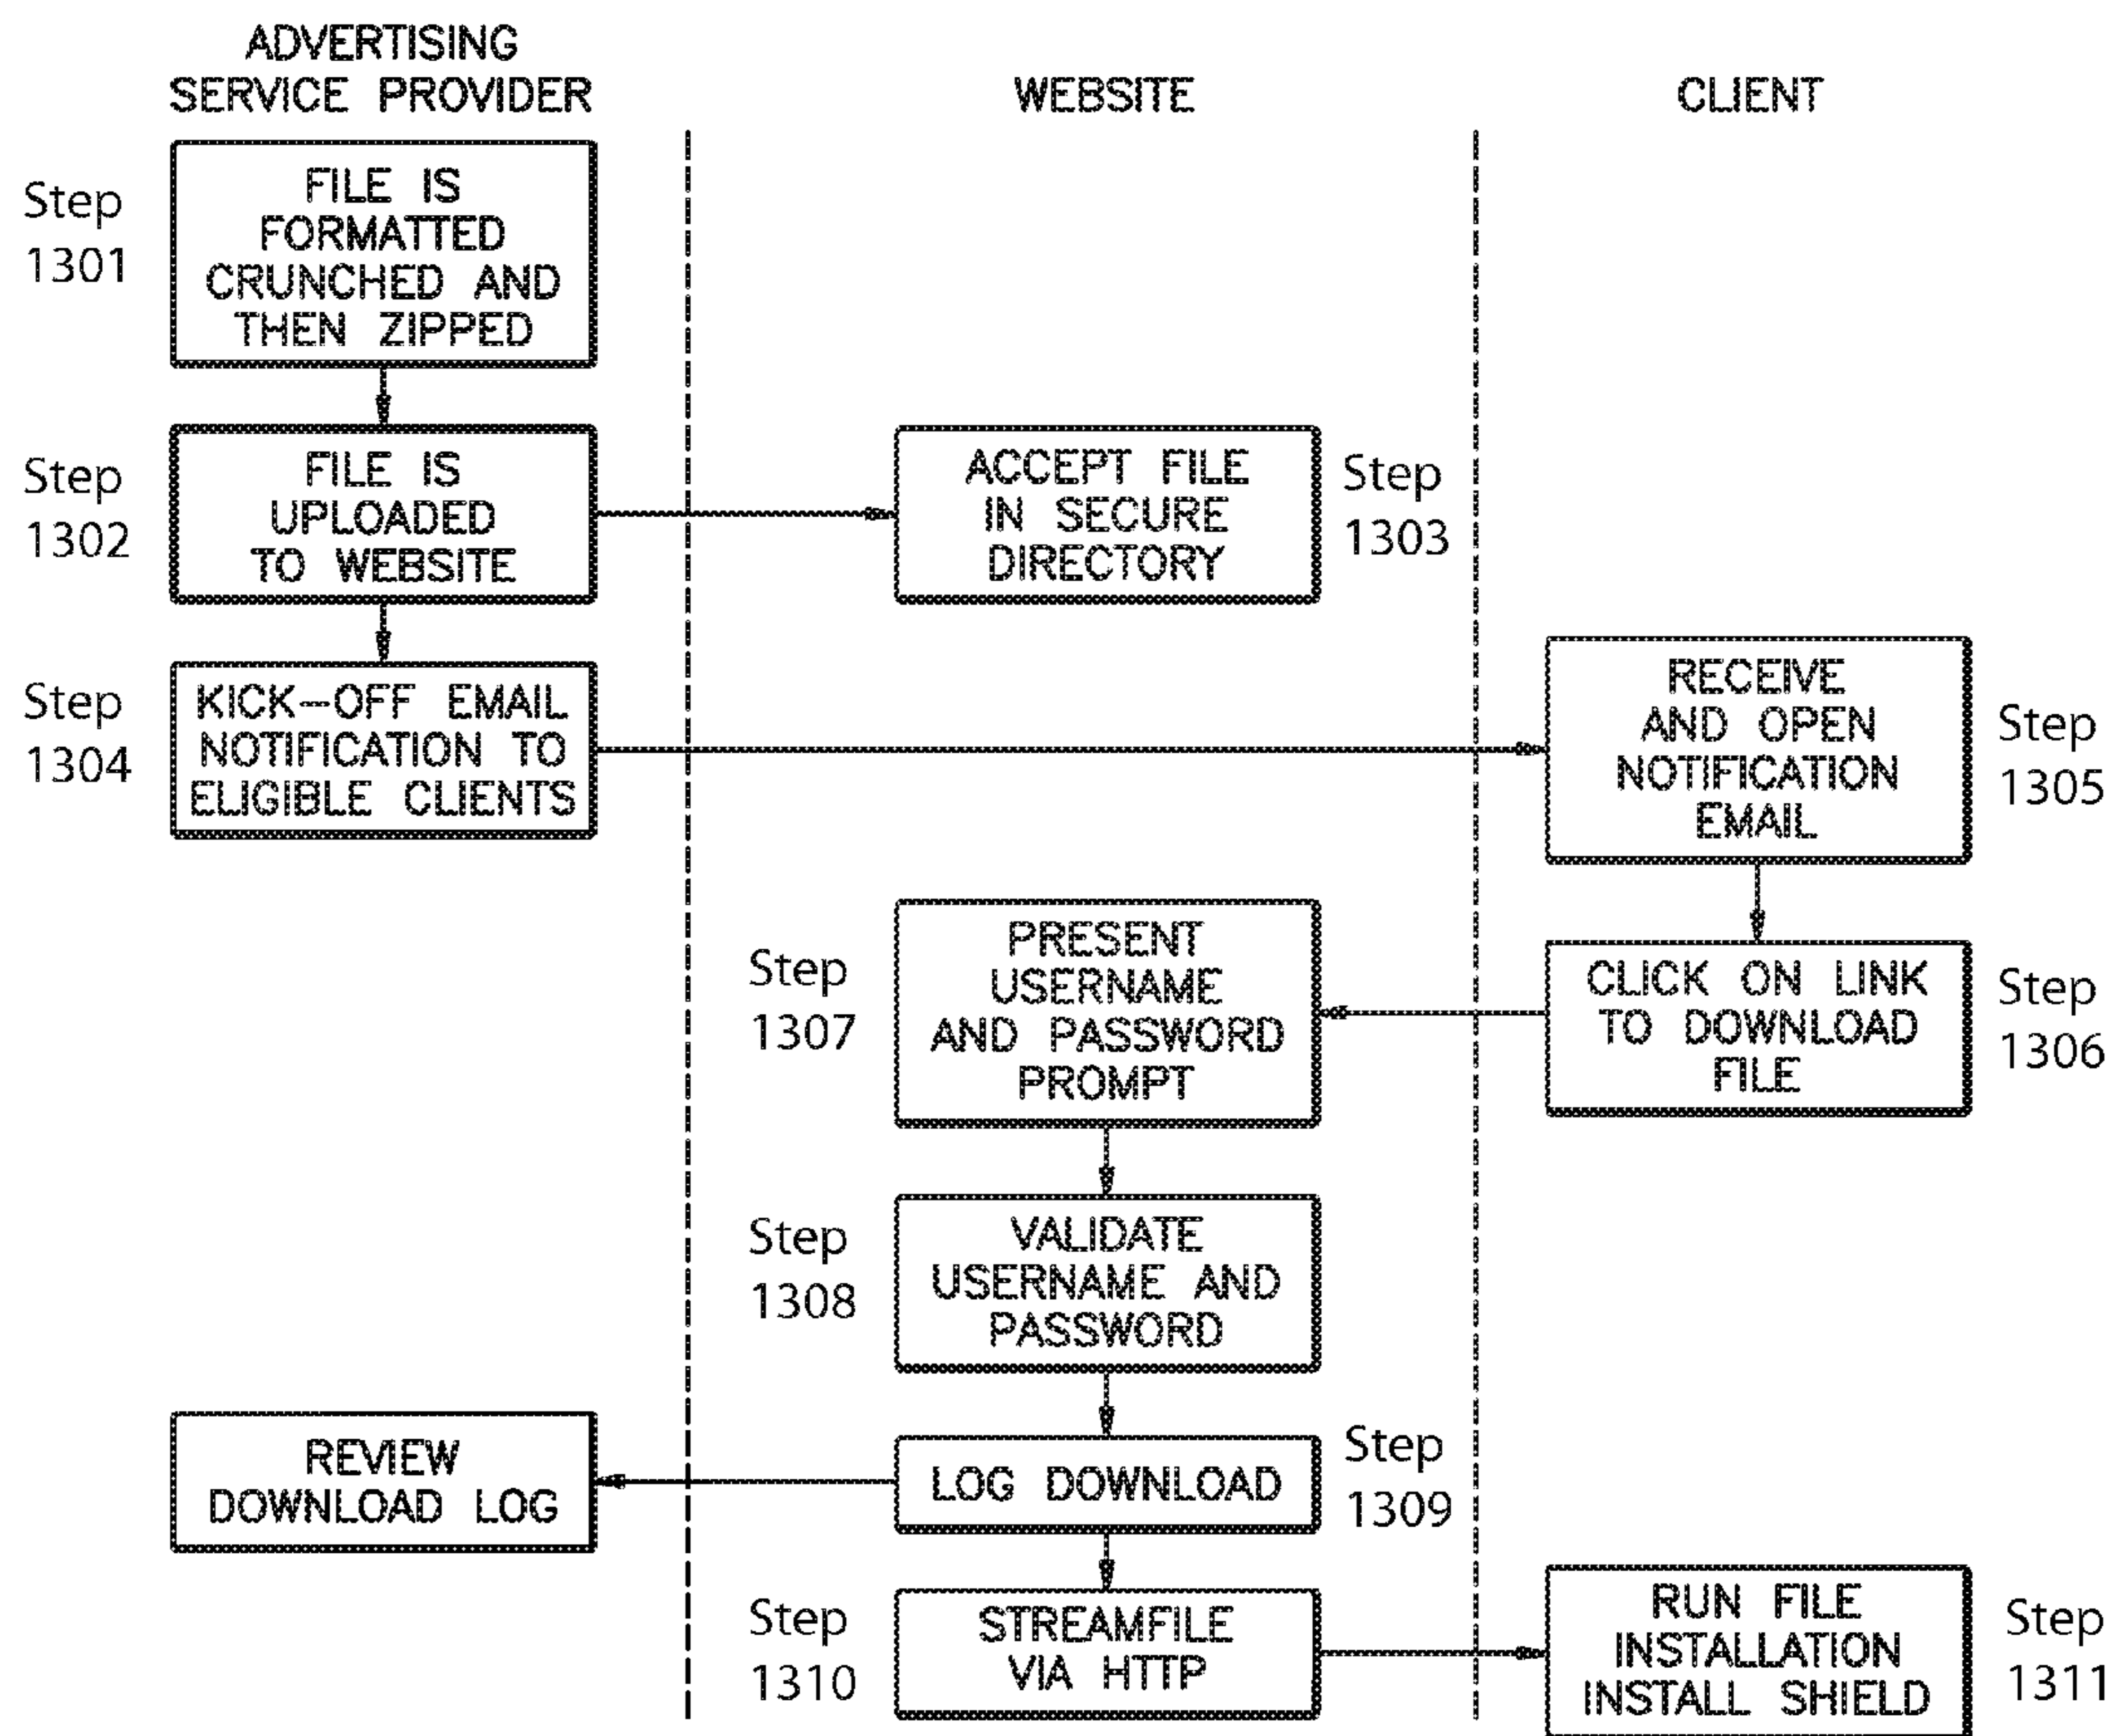 ADVERTISING
SERVICE PROVIDER
WEBSITE
CLIENT
Step
1301
FILE IS
FORMATTED
CRUNCHED AND
THEN ZIPPED
Step
1302
FILE IS
UPLOADED
TO WEBSITE
ACCEPT FILE
IN SECURE
DIRECTORY
Step
1303
Step
1304
KICK-OFF EMAIL
NOTIFICATION TO
ELIGIBLE CLIENTS
RECEIVE
AND OPEN
NOTIFICATION
EMAIL
Step
1305
Step
1307
PRESENT
USERNAME
AND PASSWORD
PROMPT
CLICK ON LINK
TO DOWNLOAD
FILE
Step
1306
Step
1308
VALIDATE
USERNAME AND
PASSWORD
REVIEW
DOWNLOAD LOG
LOG DOWNLOAD
Step
1309
Step
1310
STREAMFILE
VIA HTTP
RUN FILE
INSTALLATION
INSTALL SHIELD
Step
1311